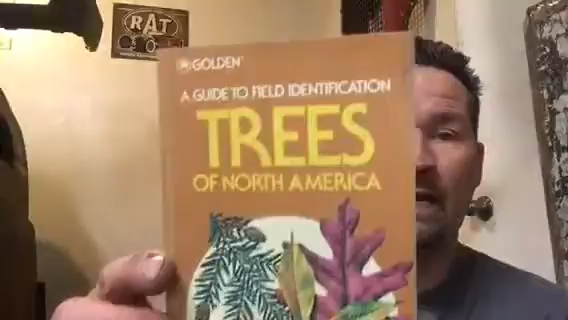 RAT
GOLDEN
A GUIDE TO FIELD IDENTIFICATION
TREES
OF NORTH AMERICA